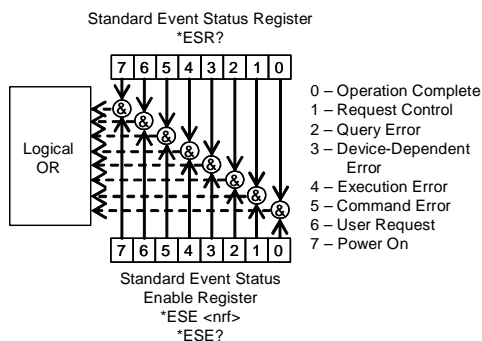 Standard Event Status Register
*ESR?
7 6 5 4 3 2 1 0
& & & & & & & &
Logical
OR
7 6 5 4 3 2 1 0
Standard Event Status
Enable Register
*ESE <nrf>
*ESE?
0 – Operation Complete
1 – Request Control
2 – Query Error
3 – Device-Dependent
Error
4 – Execution Error
5 – Command Error
6 – User Request
7 – Power On